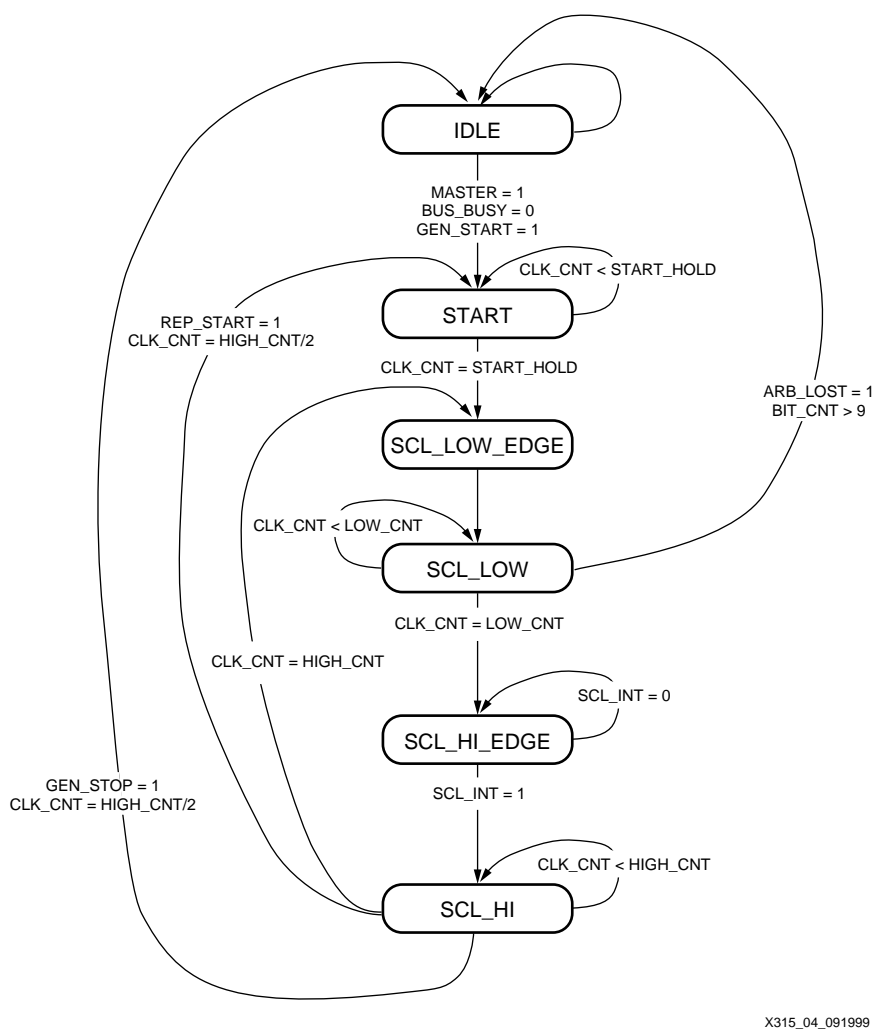 IDLE
MASTER = 1
BUS_BUSY = 0
GEN_START = 1
CLK_CNT < START_HOLD
START
REP_START = 1
CLK_CNT = HIGH_CNT/2
CLK_CNT = START_HOLD
ARB_LOST = 1
BIT_CNT > 9
SCL_LOW_EDGE
CLK_CNT < LOW_CNT
SCL_LOW
CLK_CNT = LOW_CNT
CLK_CNT = HIGH_CNT
SCL_INT = 0
SCL_HI_EDGE
GEN_STOP = 1
CLK_CNT = HIGH_CNT/2
SCL_INT = 1
CLK_CNT < HIGH_CNT
SCL_HI
X315_04_091999